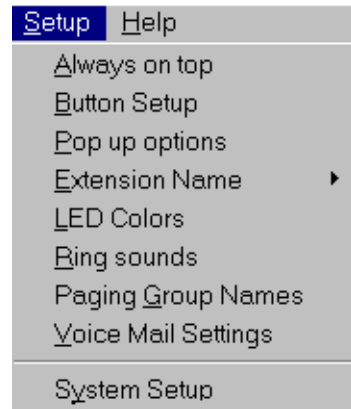 Setup Help
Always on top
Button Setup
Pop up options
Extension Name
LED Colors
Ring sounds
Paging Group Names
Voice Mail Settings
System Setup